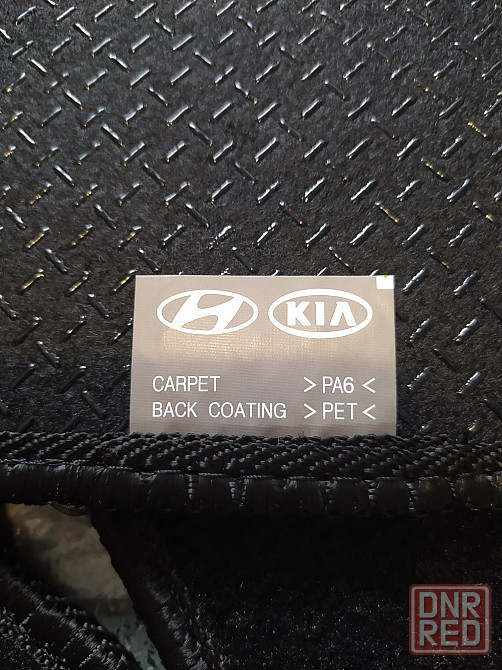 KIA
CARPET >PA6<
BACK COATING >PET<
DNR
RED